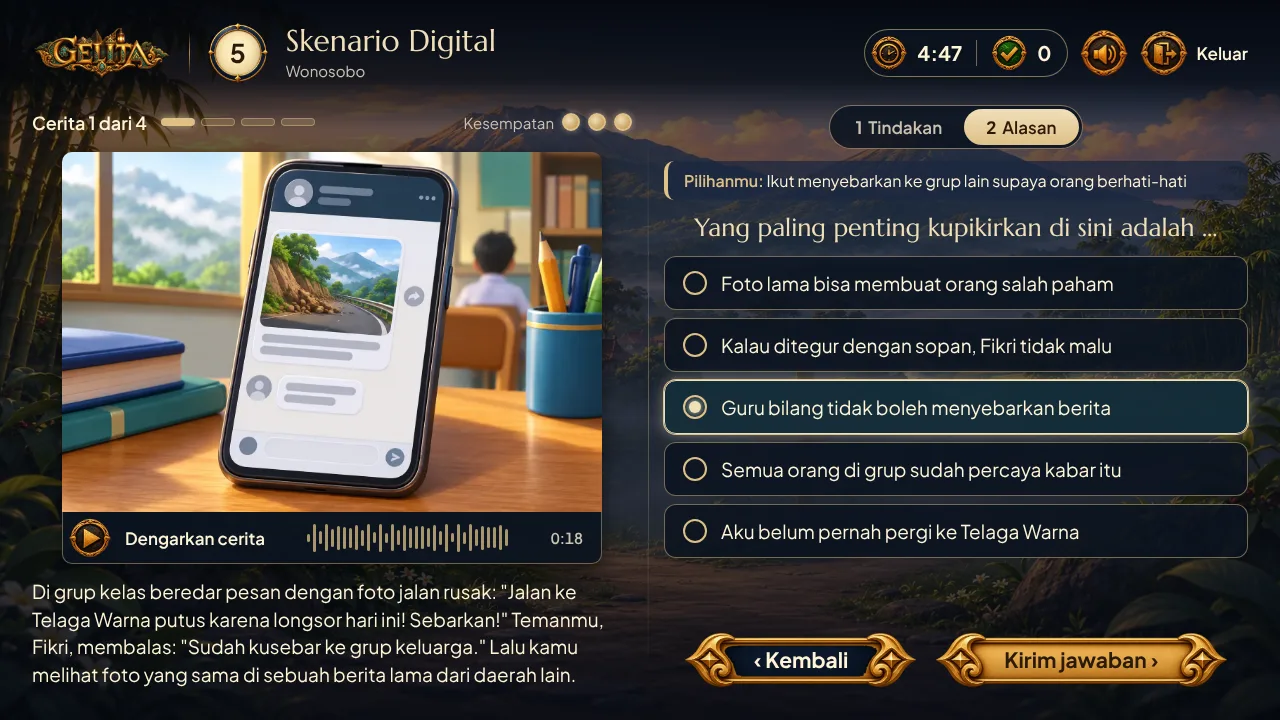 GELITA
5
Skenario Digital
Wonosobo
4:47
0
Keluar
Cerita 1 dari 4
Kesempatan
1 Tindakan
2 Alasan
Pilihanmu: Ikut menyebarkan ke grup lain supaya orang berhati-hati
Yang paling penting kupikirkan di sini adalah ...
Foto lama bisa membuat orang salah paham
Kalau ditegur dengan sopan, Fikri tidak malu
Guru bilang tidak boleh menyebarkan berita
Semua orang di grup sudah percaya kabar itu
Aku belum pernah pergi ke Telaga Warna
Dengarkan cerita
0:18
Di grup kelas beredar pesan dengan foto jalan rusak: "Jalan ke
Telaga Warna putus karena longsor hari ini! Sebarkan!" Temanmu,
Fikri, membalas: "Sudah kusebar ke grup keluarga." Lalu kamu
melihat foto yang sama di sebuah berita lama dari daerah lain.
‹ Kembali
Kirim jawaban ›